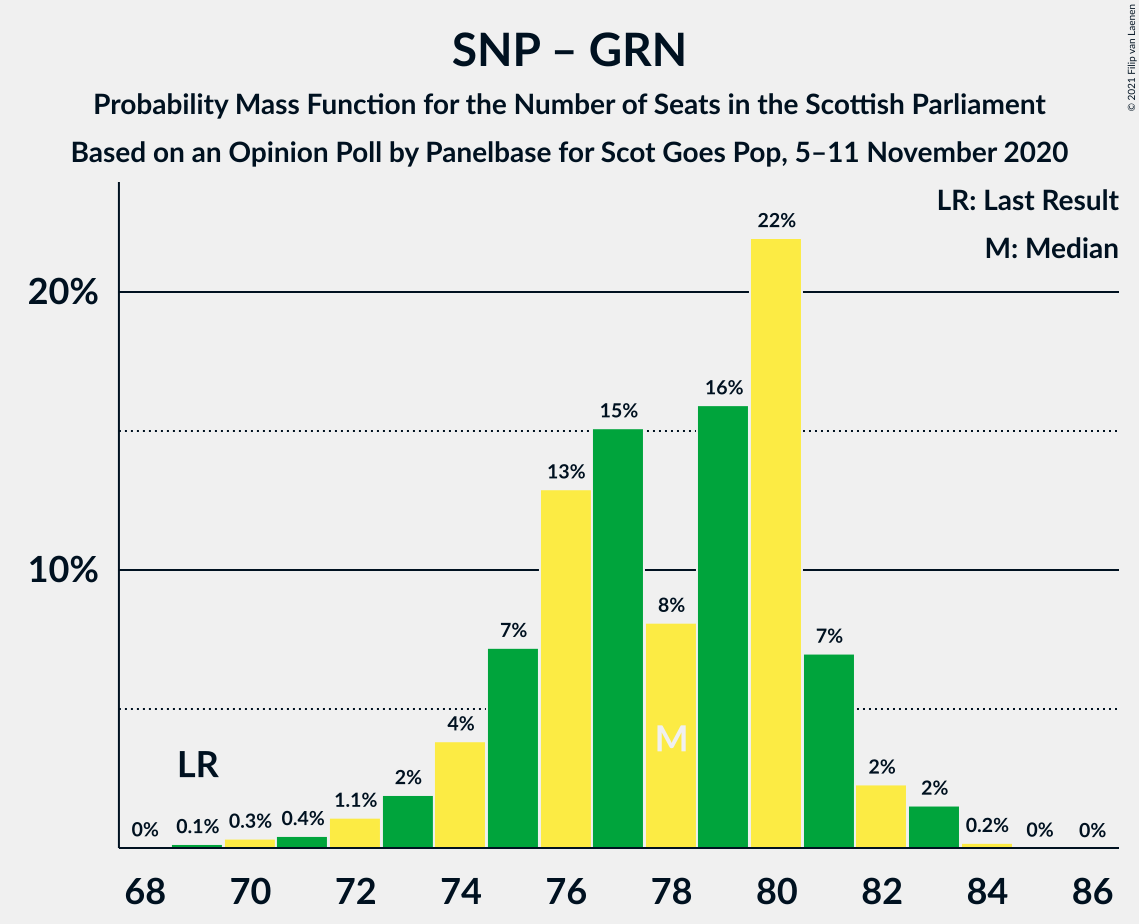 SNP – GRN
Probability Mass Function for the Number of Seats in the Scottish Parliament
Based on an Opinion Poll by Panelbase for Scot Goes Pop, 5–11 November 2020
© 2021 Filip van Laenen
LR: Last Result
M: Median
20%
10%
0%
0.1%
0.3%
0.4%
1.1%
2%
4%
7%
13%
15%
8%
16%
22%
7%
2%
2%
0.2%
0%
0%
LR
M
68 70 72 74 76 78 80 82 84 86